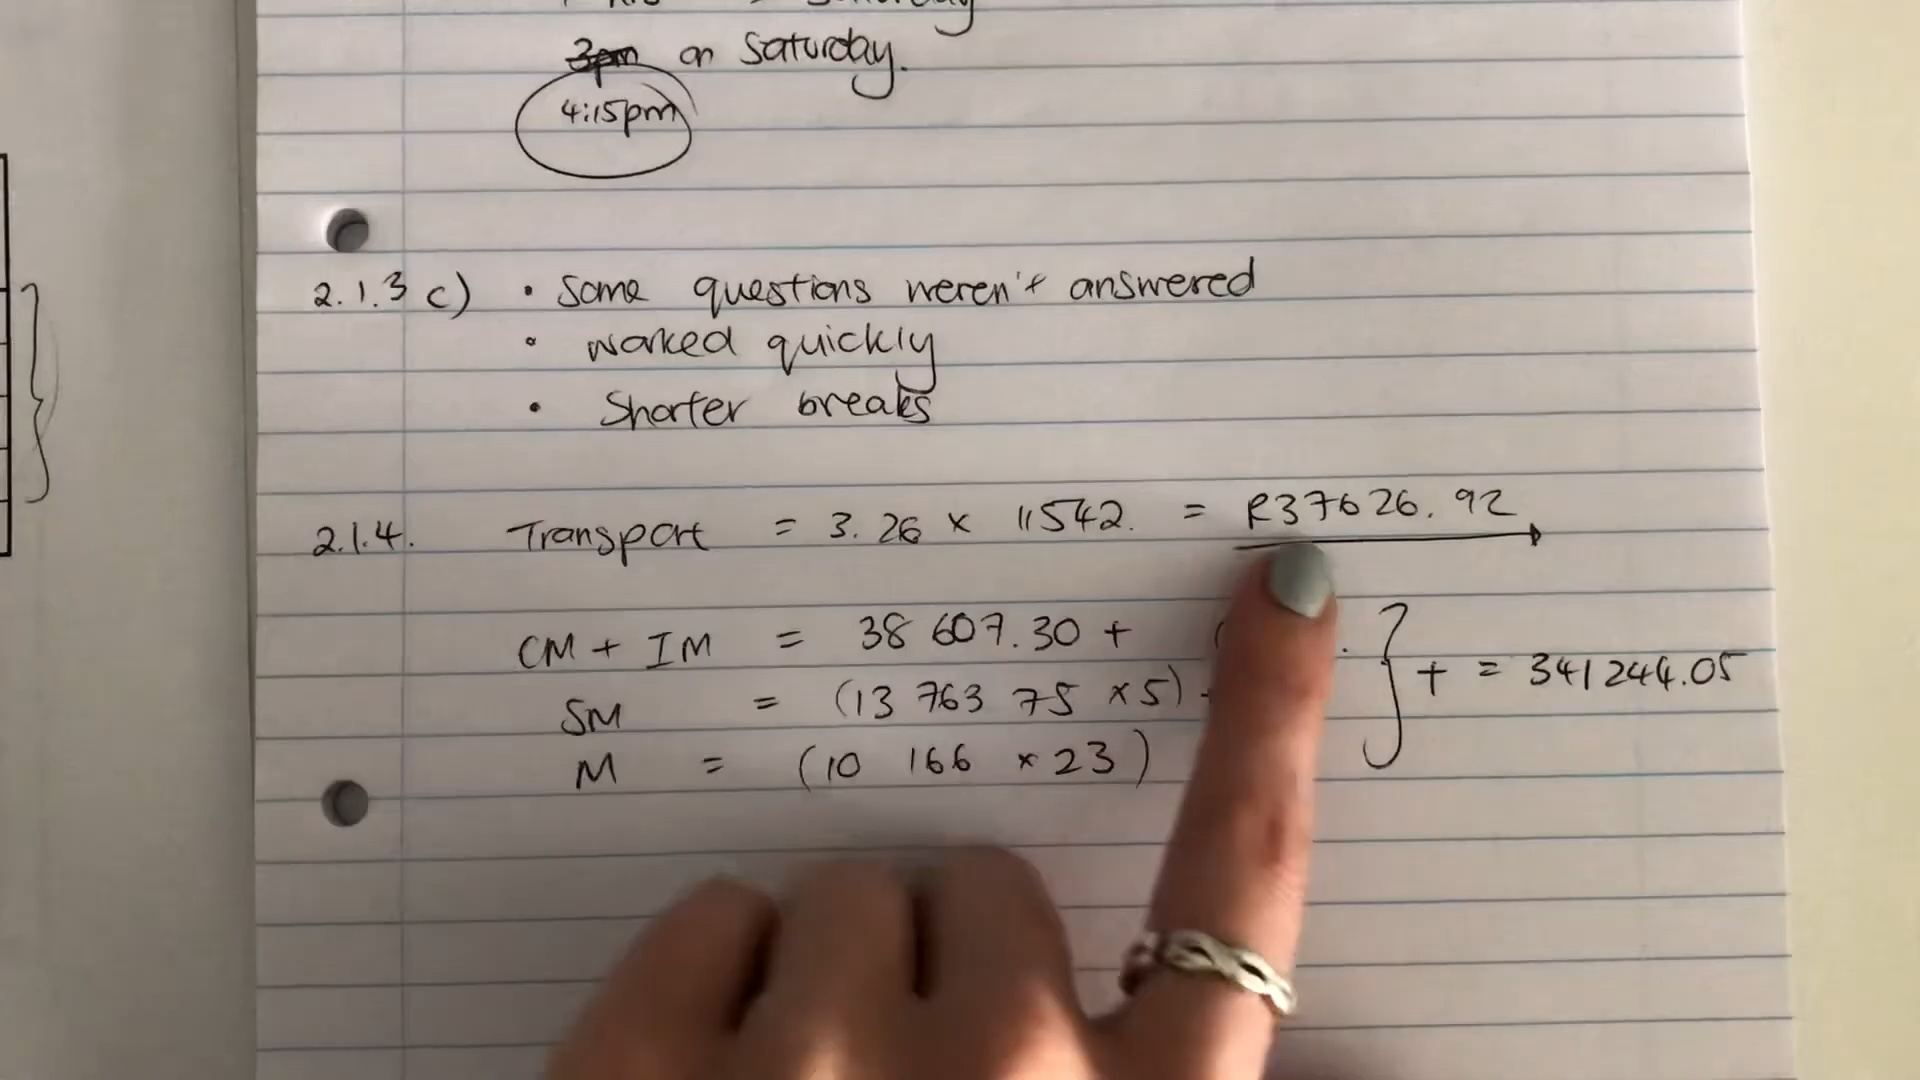 3pm on Saturday.
4:15pm
2.1.3 c) • Some questions weren't answered
• worked quickly
• Shorter breaks
2.1.4. Transport = 3.26 x 11542. = R37626.92
CM + IM = 38 607.30 + (
SM = (13 763 75 x 5) + } + = 341244.05
M = (10 166 x 23)